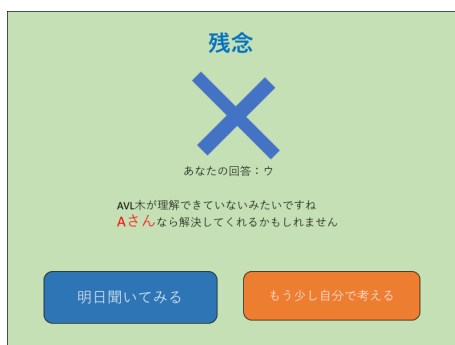 残念
あなたの回答：ウ
AVL木が理解できていないみたいですね
Aさんなら解決してくれるかもしれません
明日聞いてみる
もう少し自分で考える